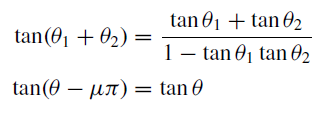 tan(θ₁ + θ₂) = (tan θ₁ + tan θ₂) / (1 − tan θ₁ tan θ₂)
tan(θ − μπ) = tan θ